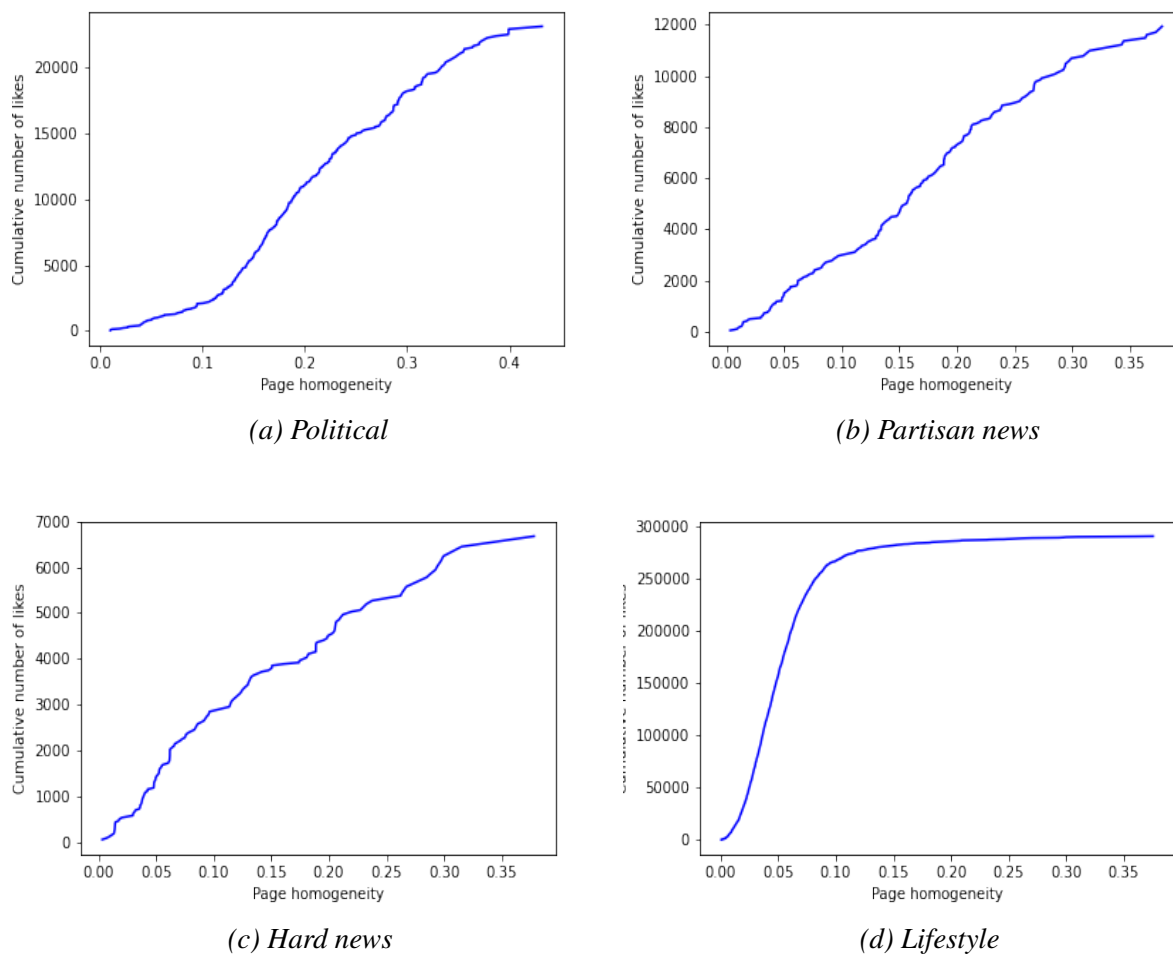 Cumulative number of likes
20000
15000
10000
5000
0
0.0 0.1 0.2 0.3 0.4
Page homogeneity
(a) Political
Cumulative number of likes
12000
10000
8000
6000
4000
2000
0
0.00 0.05 0.10 0.15 0.20 0.25 0.30 0.35
Page homogeneity
(b) Partisan news
Cumulative number of likes
7000
6000
5000
4000
3000
2000
1000
0
0.00 0.05 0.10 0.15 0.20 0.25 0.30 0.35
Page homogeneity
(c) Hard news
Cumulative number of likes
300000
250000
200000
150000
100000
50000
0
0.00 0.05 0.10 0.15 0.20 0.25 0.30 0.35
Page homogeneity
(d) Lifestyle